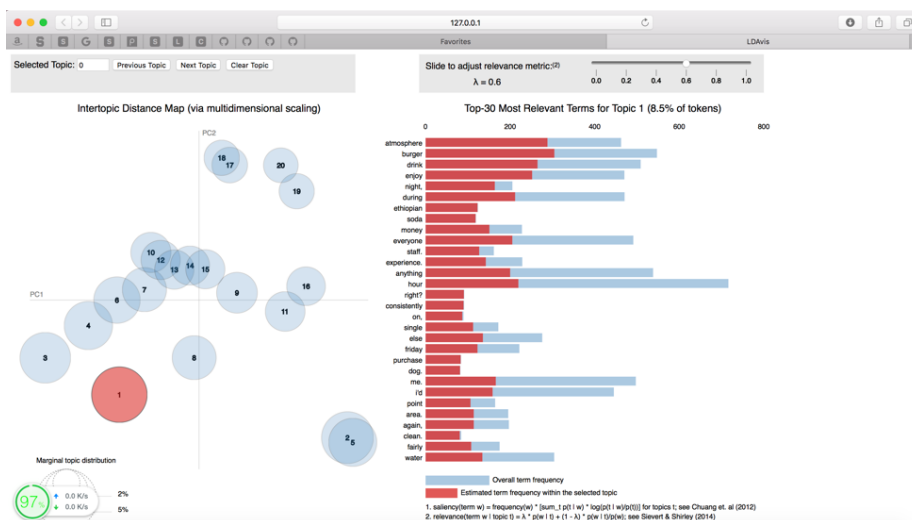 127.0.0.1
a S S G S P S L C
Favorites
LDAvis
Selected Topic: 0
Previous Topic
Next Topic
Clear Topic
Slide to adjust relevance metric:(2)
λ = 0.6
0.0 0.2 0.4 0.6 0.8 1.0
Intertopic Distance Map (via multidimensional scaling)
PC2
18
17
20
19
10
12
13
14
15
7
9
16
PC1
6
11
4
3
8
1
2
5
Marginal topic distribution
2%
5%
97%
0.0 K/s
0.0 K/s
Top-30 Most Relevant Terms for Topic 1 (8.5% of tokens)
0 200 400 600 800
atmosphere
burger
drink
enjoy
night,
during
ethiopian
soda
money
everyone
staff.
experience.
anything
hour
right?
consistently
on,
single
else
friday
purchase
dog.
me.
i'd
point
area.
again,
clean.
fairly
water
Overall term frequency
Estimated term frequency within the selected topic
1. saliency(term w) = frequency(w) * [sum_t p(t | w) * log(p(t | w)/p(t))] for topics t; see Chuang et. al (2012)
2. relevance(term w | topic t) = λ * p(w | t) + (1 - λ) * p(w | t)/p(w); see Sievert & Shirley (2014)